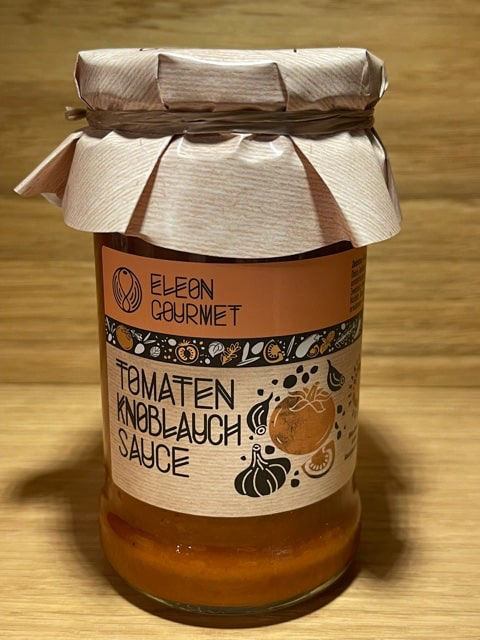 ELEON
GOURMET
TOMATEN
KNOBLAUCH
SAUCE